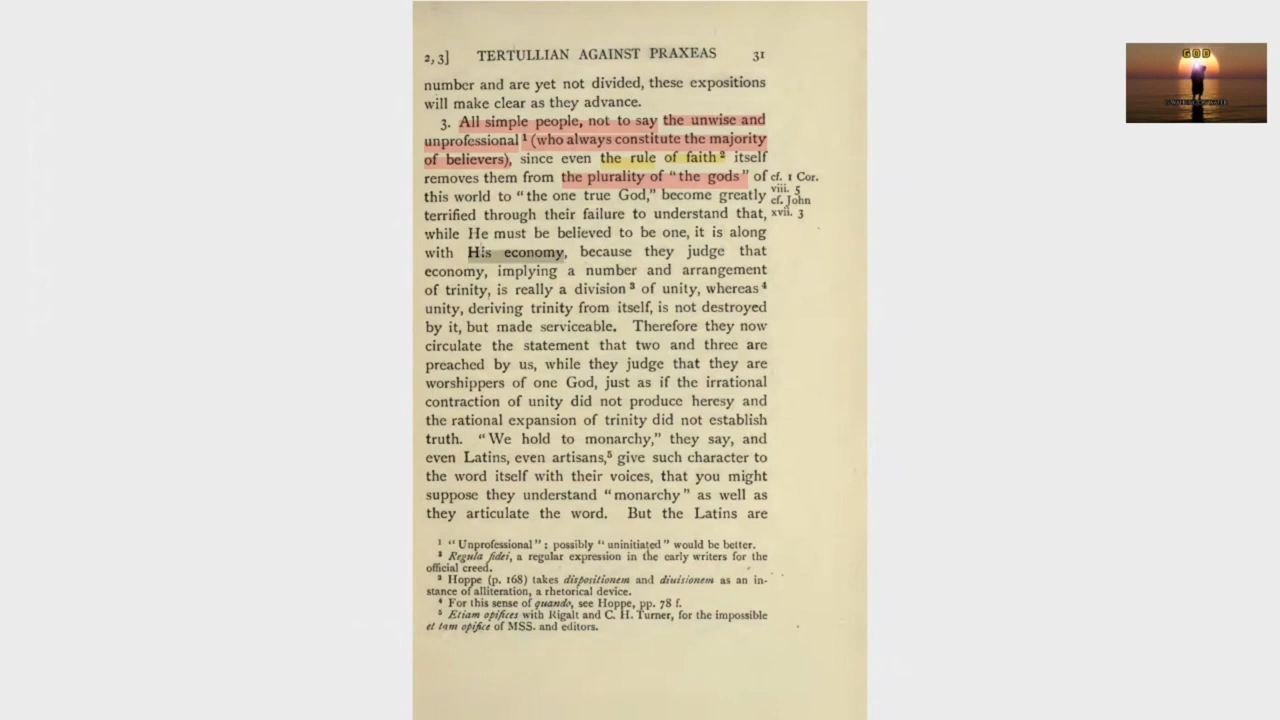 2, 3] TERTULLIAN AGAINST PRAXEAS 31
number and are yet not divided, these expositions
will make clear as they advance.
3. All simple people, not to say the unwise and
unprofessional ¹ (who always constitute the majority
of believers), since even the rule of faith ² itself
removes them from the plurality of "the gods" of
this world to "the one true God," become greatly
terrified through their failure to understand that,
while He must be believed to be one, it is along
with His economy, because they judge that
economy, implying a number and arrangement
of trinity, is really a division ³ of unity, whereas ⁴
unity, deriving trinity from itself, is not destroyed
by it, but made serviceable. Therefore they now
circulate the statement that two and three are
preached by us, while they judge that they are
worshippers of one God, just as if the irrational
contraction of unity did not produce heresy and
the rational expansion of trinity did not establish
truth. "We hold to monarchy," they say, and
even Latins, even artisans,⁵ give such character to
the word itself with their voices, that you might
suppose they understand "monarchy" as well as
they articulate the word. But the Latins are
cf. 1 Cor.
viii. 5
cf. John
xvii. 3
¹ "Unprofessional": possibly "uninitiated" would be better.
² Regula fidei, a regular expression in the early writers for the
official creed.
³ Hoppe (p. 168) takes dispositionem and diuisionem as an in-
stance of alliteration, a rhetorical device.
⁴ For this sense of quando, see Hoppe, pp. 78 f.
⁵ Etiam opifices with Rigalt and C. H. Turner, for the impossible
et tam opifice of MSS. and editors.
GOD